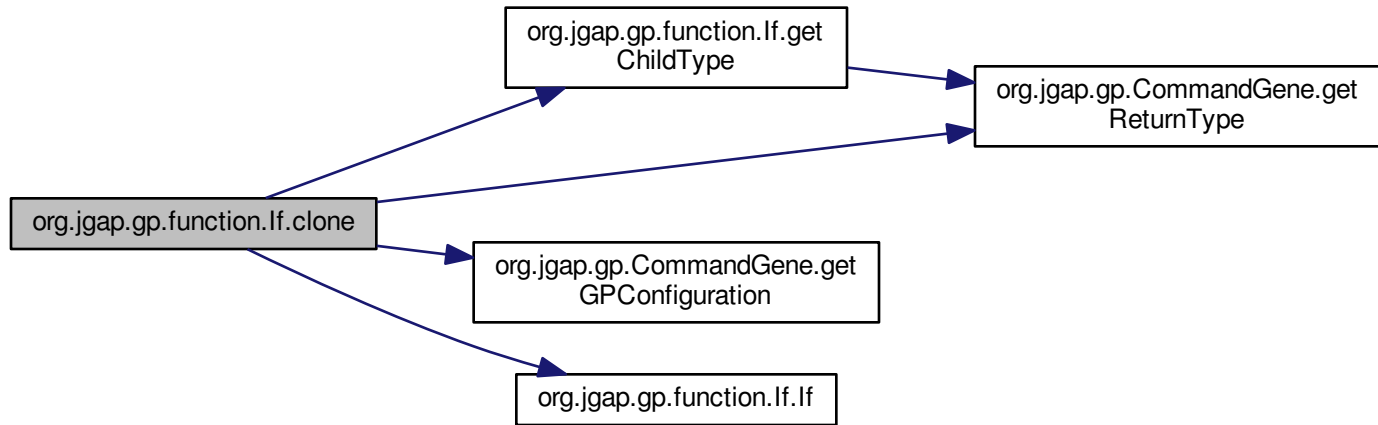 org.jgap.gp.function.If.get
ChildType
org.jgap.gp.CommandGene.get
ReturnType
org.jgap.gp.function.If.clone
org.jgap.gp.CommandGene.get
GPConfiguration
org.jgap.gp.function.If.If